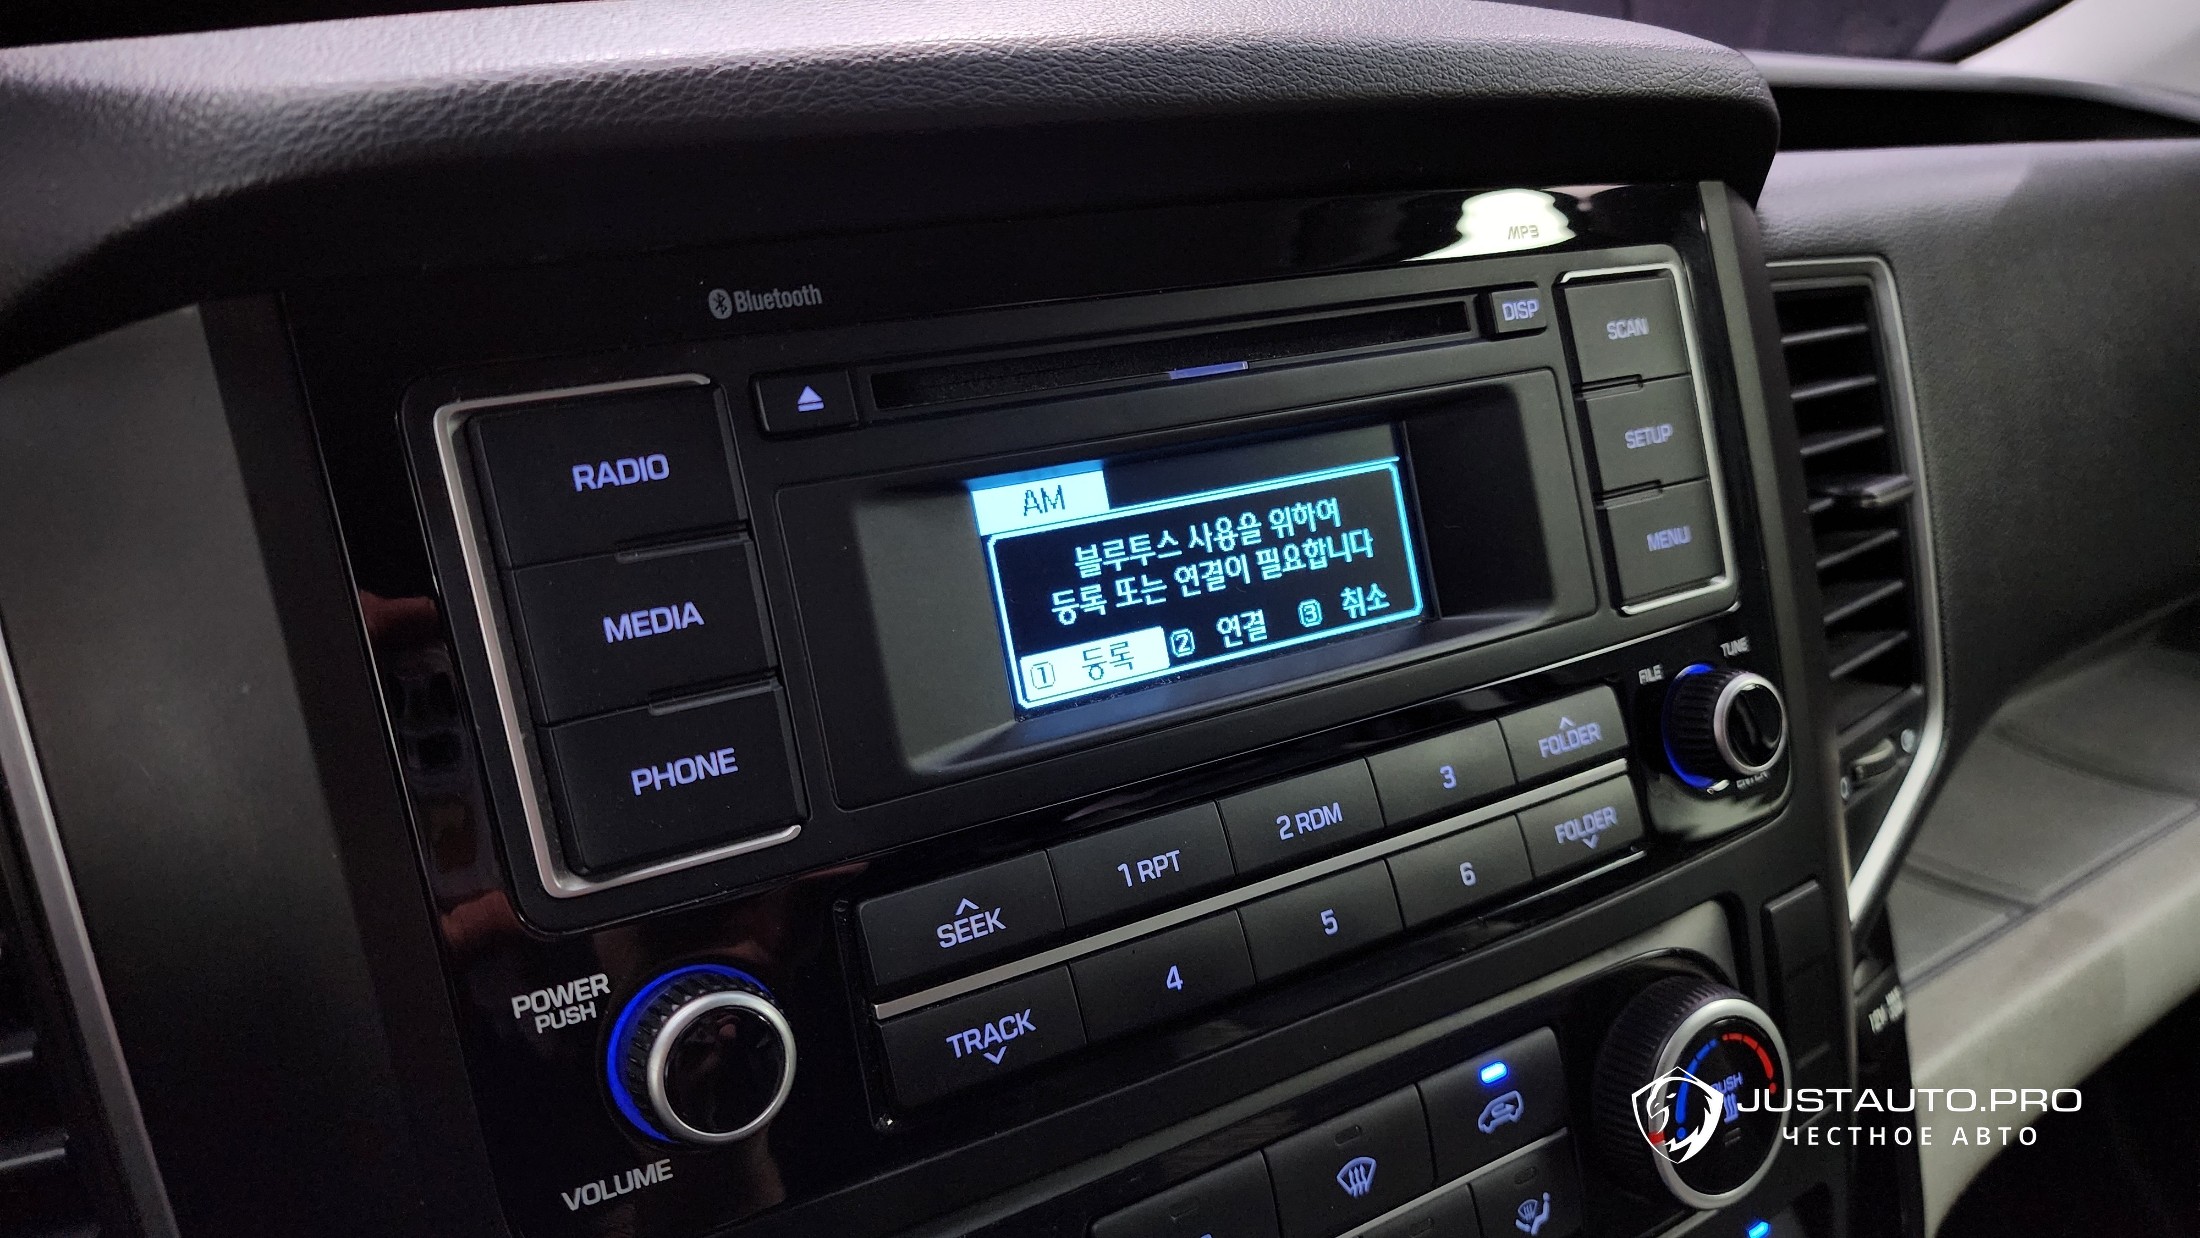 MP3
Bluetooth
DISP
SCAN
RADIO
SETUP
AM
블루투스 사용을 위하여
등록 또는 연결이 필요합니다
1 등록 2 연결 3 취소
MENU
MEDIA
TUNE
FILE
PHONE
FOLDER
3
2 RDM
1 RPT
SEEK
ENTER
FOLDER
6
5
4
TRACK
POWER
PUSH
VOLUME
PUSH
JUSTAUTO.PRO
ЧЕСТНОЕ АВТО